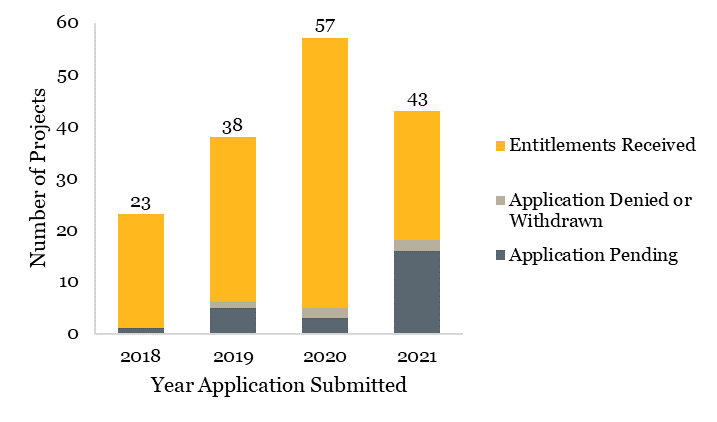 60
50
40
30
20
10
0
Number of Projects
23
38
57
43
2018
2019
2020
2021
Year Application Submitted
Entitlements Received
Application Denied or
Withdrawn
Application Pending